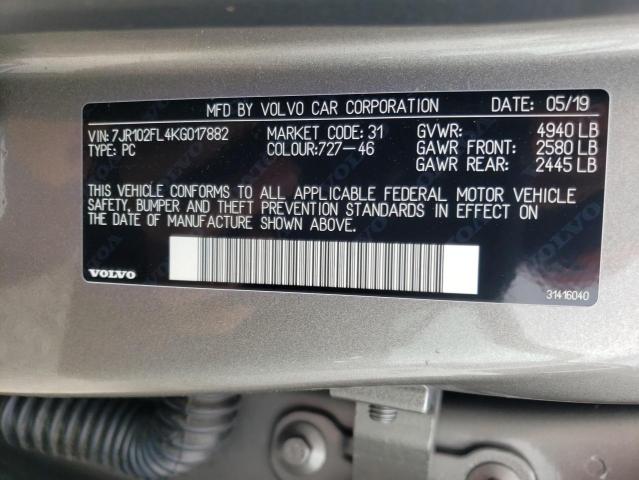 MFD BY VOLVO CAR CORPORATION DATE: 05/19
VIN: 7JR102FL4KG017882 MARKET CODE: 31 GVWR: 4940 LB
TYPE: PC COLOUR:727-46 GAWR FRONT: 2580 LB
GAWR REAR: 2445 LB
THIS VEHICLE CONFORMS TO ALL APPLICABLE FEDERAL MOTOR VEHICLE
SAFETY, BUMPER AND THEFT PREVENTION STANDARDS IN EFFECT ON
THE DATE OF MANUFACTURE SHOWN ABOVE.
VOLVO
31416040